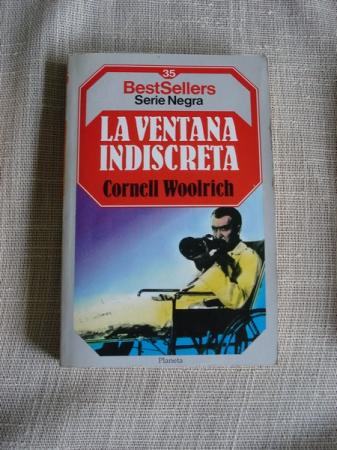 35
BestSellers
Serie Negra
LA VENTANA
INDISCRETA
Cornell Woolrich
Planeta